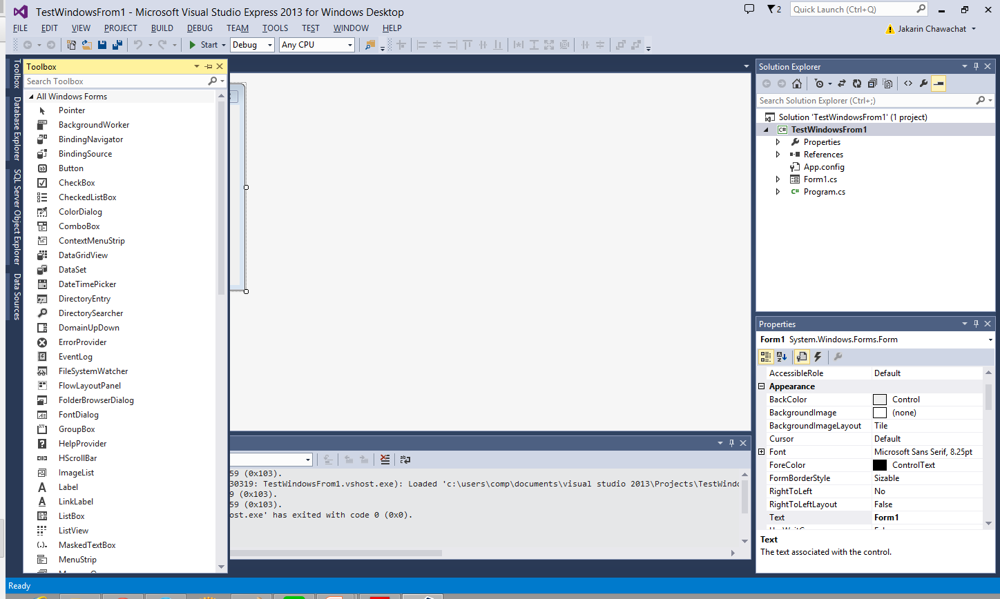 TestWindowsFrom1 - Microsoft Visual Studio Express 2013 for Windows Desktop
2
Quick Launch (Ctrl+Q)
FILE EDIT VIEW PROJECT BUILD DEBUG TEAM TOOLS TEST WINDOW HELP
Jakarin Chawachat
Start Debug Any CPU
Toolbox
Database Explorer
SQL Server Object Explorer
Data Sources
Toolbox
Search Toolbox
All Windows Forms
Pointer
BackgroundWorker
BindingNavigator
BindingSource
Button
CheckBox
CheckedListBox
ColorDialog
ComboBox
ContextMenuStrip
DataGridView
DataSet
DateTimePicker
DirectoryEntry
DirectorySearcher
DomainUpDown
ErrorProvider
EventLog
FileSystemWatcher
FlowLayoutPanel
FolderBrowserDialog
FontDialog
GroupBox
HelpProvider
HScrollBar
ImageList
Label
LinkLabel
ListBox
ListView
MaskedTextBox
MenuStrip
59 (0x103).
30319: TestWindowsFrom1.vshost.exe): Loaded 'c:\users\comp\documents\visual studio 2013\Projects\TestWindo
9 (0x103).
59 (0x103).
ost.exe' has exited with code 0 (0x0).
Solution Explorer
Search Solution Explorer (Ctrl+;)
Solution 'TestWindowsFrom1' (1 project)
C# TestWindowsFrom1
Properties
References
App.config
Form1.cs
C# Program.cs
Properties
Form1 System.Windows.Forms.Form
AccessibleRole Default
Appearance
BackColor Control
BackgroundImage (none)
BackgroundImageLayout Tile
Cursor Default
Font Microsoft Sans Serif, 8.25pt
ForeColor ControlText
FormBorderStyle Sizable
RightToLeft No
RightToLeftLayout False
Text Form1
Text
The text associated with the control.
Ready